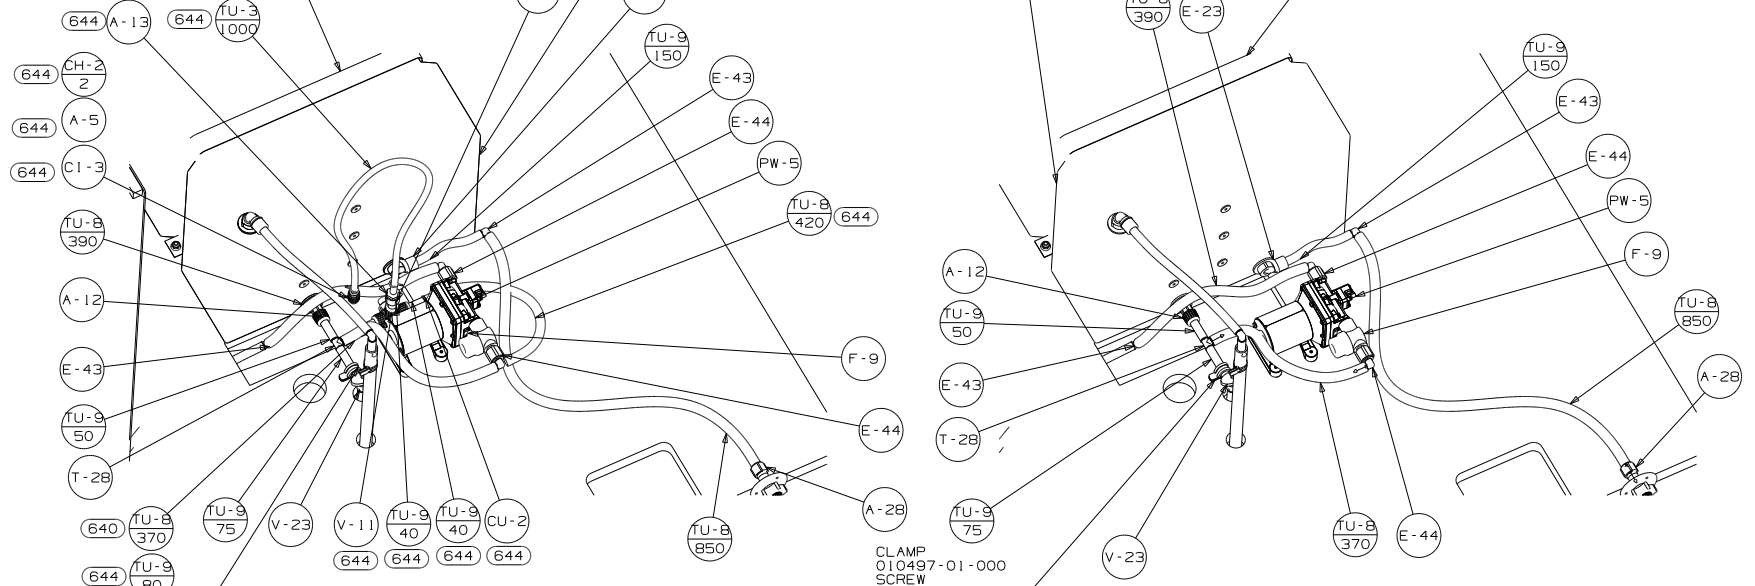 644 A-13
644 TU-3
1000
644 CH-2
2
644 A-5
644 CI-3
TU-8
390
A-12
E-43
TU-9
50
T-28
640 TU-8
370
644 TU-9
80
TU-9
75
V-23
V-11
644
TU-9
40
644
TU-9
40
644
CU-2
644
TU-9
150
E-43
E-44
PW-5
TU-8
420 644
F-9
E-44
A-28
TU-8
850
CLAMP
010497-01-000
SCREW
TU-8
390
E-23
TU-9
150
E-43
E-44
PW-5
F-9
TU-8
850
A-28
A-12
TU-9
50
E-43
T-28
TU-9
75
V-23
TU-8
370
E-44